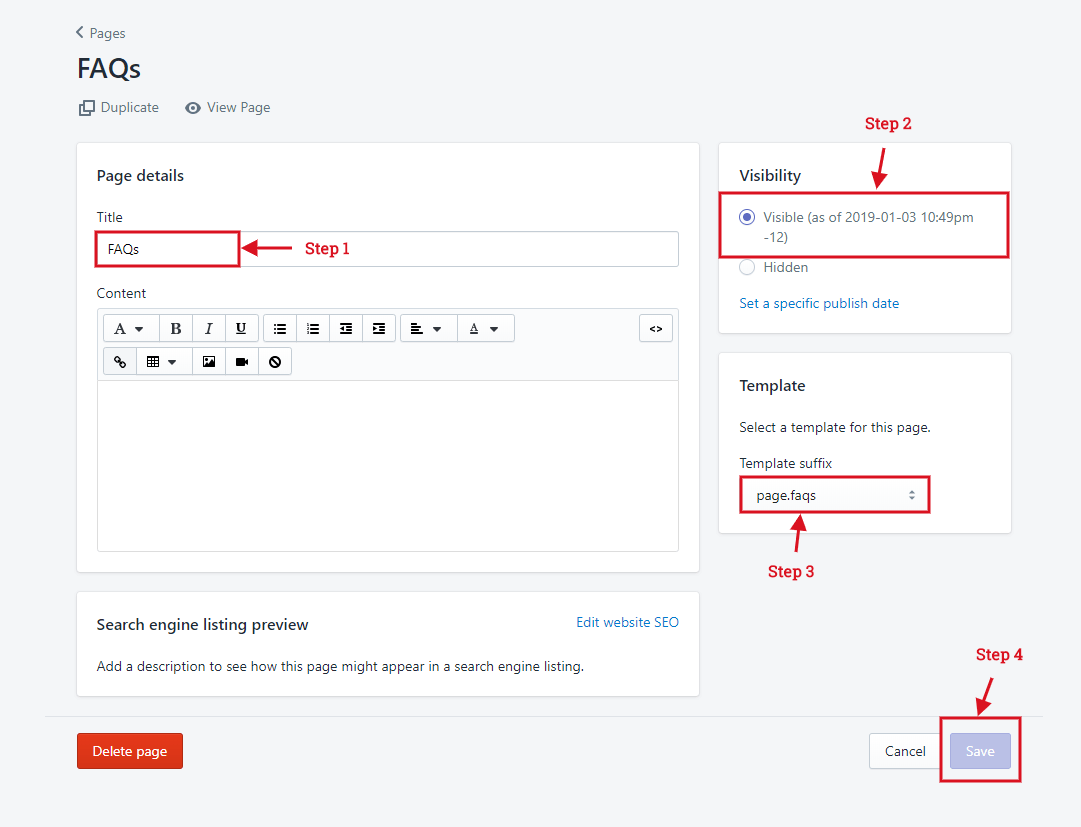 Pages
FAQs
Duplicate View Page
Step 2
Page details
Title
FAQs
Step 1
Content
A B I U A <>
Visibility
Visible (as of 2019-01-03 10:49pm
-12)
Hidden
Set a specific publish date
Template
Select a template for this page.
Template suffix
page.faqs
Step 3
Search engine listing preview
Edit website SEO
Add a description to see how this page might appear in a search engine listing.
Step 4
Delete page
Cancel
Save